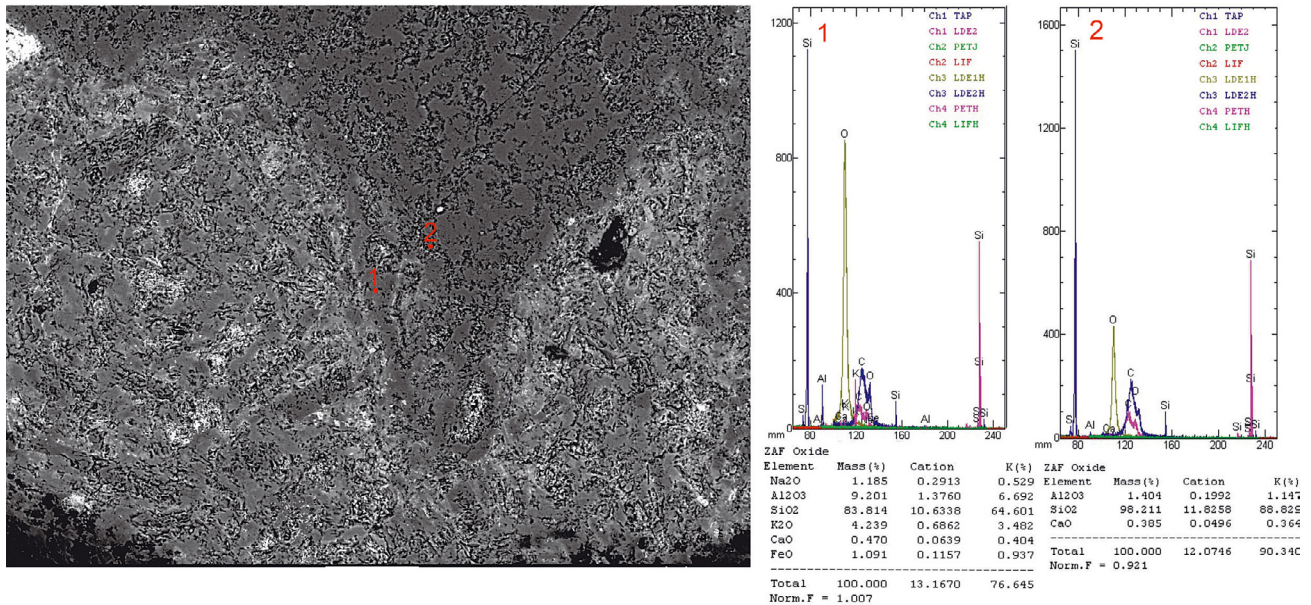 1
2
1
Ch1 TAP
Ch1 LDE2
Ch2 PETJ
Ch2 LIF
Ch3 LDE1H
Ch3 LDE2H
Ch4 PETH
Ch4 LIFH
1240
800
400
0
Si
O
Si
Si
C
K
O
Al
Si
Al
mm 80 120 160 200 240
ZAF Oxide
Element Mass(%) Cation K(%)
Na2O 1.185 0.2913 0.529
Al2O3 9.201 1.3760 6.692
SiO2 83.814 10.6338 64.601
K2O 4.239 0.6862 3.482
CaO 0.470 0.0639 0.404
FeO 1.091 0.1157 0.937
Total 100.000 13.1670 76.645
Norm.F = 1.007
2
Ch1 TAP
Ch1 LDE2
Ch2 PETJ
Ch2 LIF
Ch3 LDE1H
Ch3 LDE2H
Ch4 PETH
Ch4 LIFH
1660
1200
800
400
0
Si
Si
O
C
O
C
Si
Al
Ca
Si
Si
mm 80 120 160 200 240
ZAF Oxide
Element Mass(%) Cation K(%)
Al2O3 1.404 0.1992 1.147
SiO2 98.211 11.8258 88.829
CaO 0.385 0.0496 0.364
Total 100.000 12.0746 90.340
Norm.F = 0.921